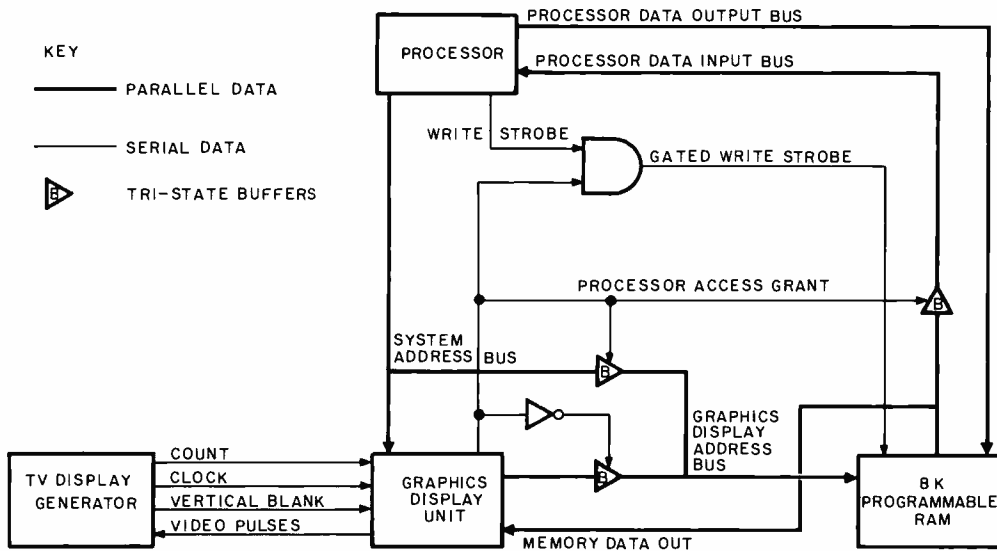 PROCESSOR DATA OUTPUT BUS
KEY
PROCESSOR
PROCESSOR DATA INPUT BUS
PARALLEL DATA
WRITE STROBE
SERIAL DATA
GATED WRITE STROBE
B
TRI-STATE BUFFERS
PROCESSOR ACCESS GRANT
B
SYSTEM
ADDRESS BUS
B
GRAPHICS
DISPLAY
ADDRESS
BUS
COUNT
TV DISPLAY
GENERATOR
CLOCK
VERTICAL BLANK
VIDEO PULSES
GRAPHICS
DISPLAY
UNIT
B
8K
PROGRAMMABLE
RAM
MEMORY DATA OUT